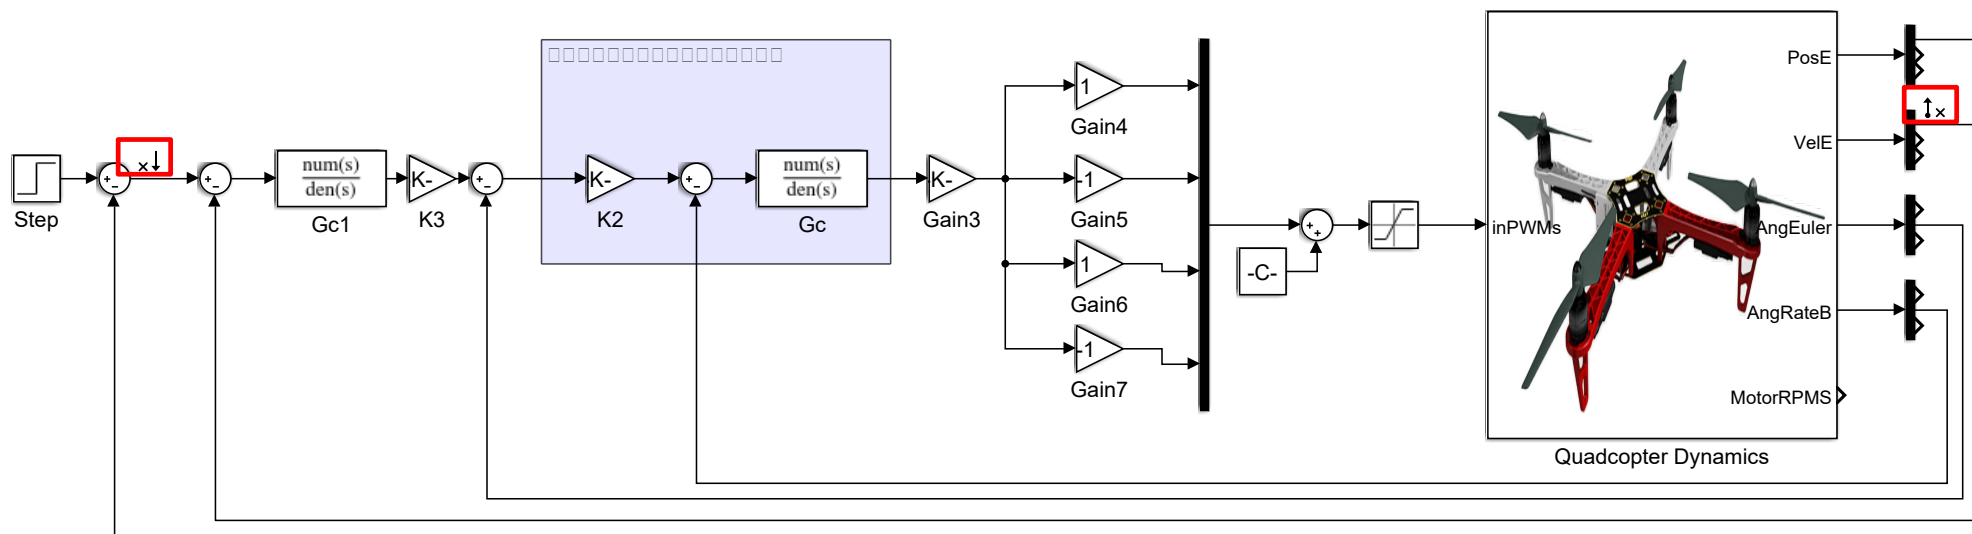 Step
num(s)
den(s)
Gc1
K-
K3
K-
K2
num(s)
den(s)
Gc
K-
Gain3
1
Gain4
-1
Gain5
1
Gain6
-1
Gain7
-C-
inPWMs
PosE
VelE
AngEuler
AngRateB
MotorRPMS
Quadcopter Dynamics